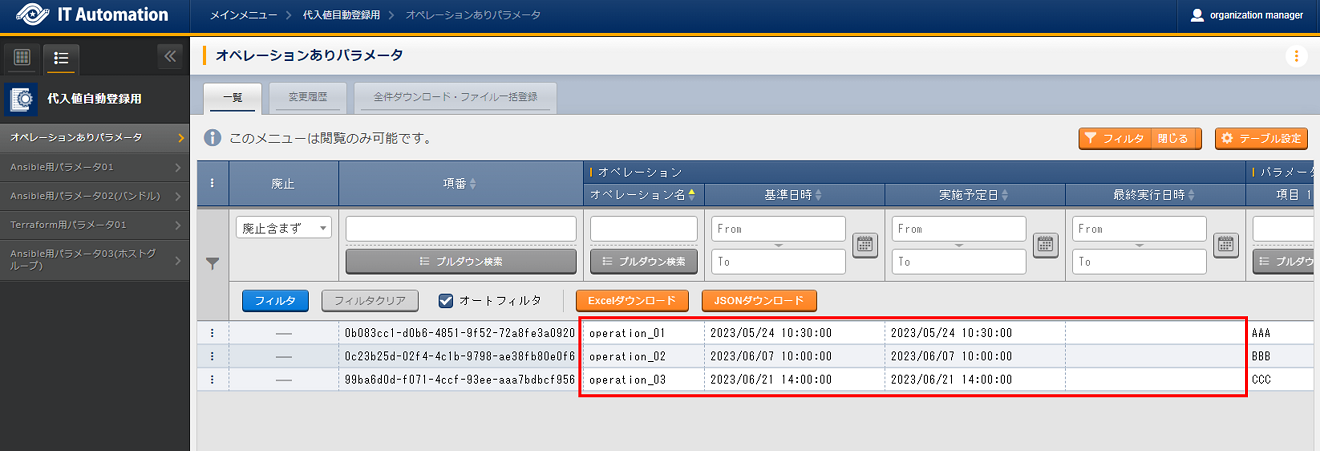 IT Automation メインメニュー 代入値自動登録用 オペレーションありパラメータ organization manager
代入値自動登録用
オペレーションありパラメータ
Ansible用パラメータ01
Ansible用パラメータ02(バンドル)
Terraform用パラメータ01
Ansible用パラメータ03(ホストグ
ループ)
オペレーションありパラメータ
一覧 変更履歴 全件ダウンロード・ファイル一括登録
このメニューは閲覧のみ可能です。 フィルタ 閉じる テーブル設定
廃止 項番 オペレーション パラメータ
オペレーション名 基準日時 実施予定日 最終実行日時 項目 1
廃止含まず From From From
プルダウン検索 プルダウン検索 To To To プルダウ
フィルタ フィルタクリア オートフィルタ Excelダウンロード JSONダウンロード
0b083cc1-d0b6-4851-9f52-72a8fe3a0920 operation_01 2023/05/24 10:30:00 2023/05/24 10:30:00 AAA
0c23b25d-02f4-4c1b-9798-ae38fb80e0f6 operation_02 2023/06/07 10:00:00 2023/06/07 10:00:00 BBB
99ba6d0d-f071-4ccf-93ee-aaa7bdbcf956 operation_03 2023/06/21 14:00:00 2023/06/21 14:00:00 CCC